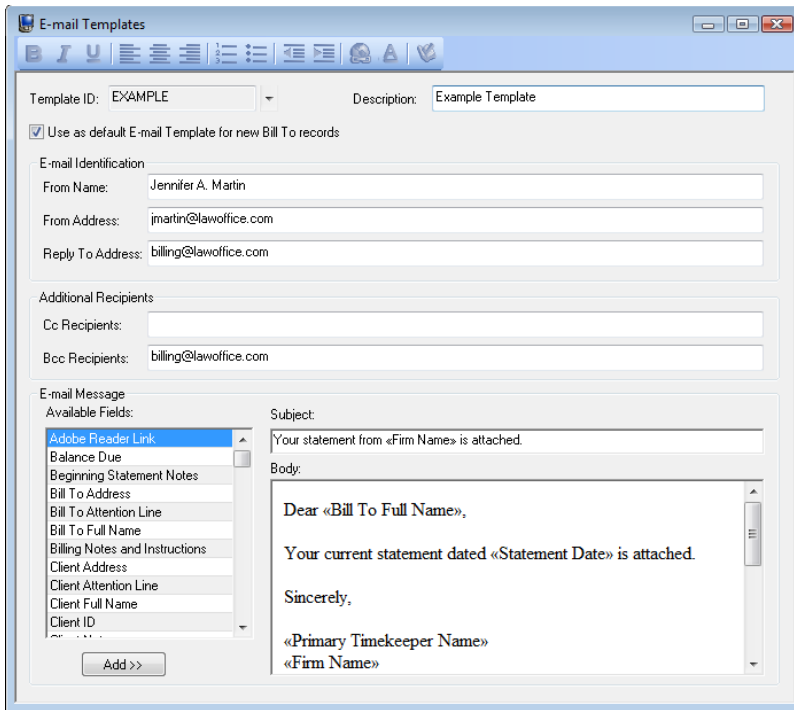 E-mail Templates
B I U
Template ID: EXAMPLE Description: Example Template
Use as default E-mail Template for new Bill To records
E-mail Identification
From Name: Jennifer A. Martin
From Address: jmartin@lawoffice.com
Reply To Address: billing@lawoffice.com
Additional Recipients
Cc Recipients:
Bcc Recipients: billing@lawoffice.com
E-mail Message
Available Fields:
Adobe Reader Link
Balance Due
Beginning Statement Notes
Bill To Address
Bill To Attention Line
Bill To Full Name
Billing Notes and Instructions
Client Address
Client Attention Line
Client Full Name
Client ID
Add >>
Subject:
Your statement from «Firm Name» is attached.
Body:
Dear «Bill To Full Name»,
Your current statement dated «Statement Date» is attached.
Sincerely,
«Primary Timekeeper Name»
«Firm Name»